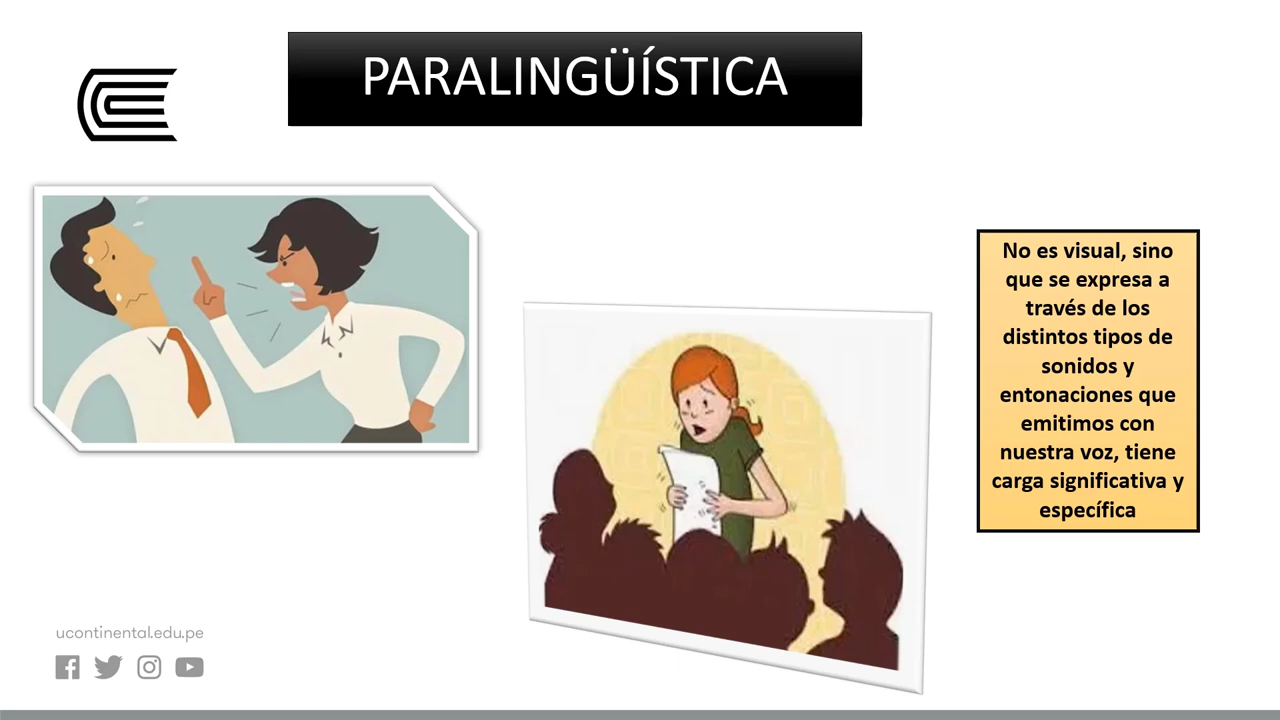 PARALINGÜÍSTICA
No es visual, sino
que se expresa a
través de los
distintos tipos de
sonidos y
entonaciones que
emitimos con
nuestra voz, tiene
carga significativa y
específica
ucontinental.edu.pe